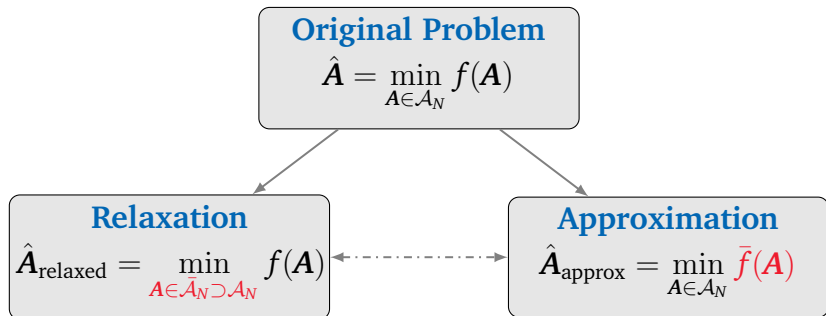 Original Problem
Â = min_{A∈𝒜_N} f(A)
Relaxation
Â_relaxed = min_{A∈𝒜̄_N⊃𝒜_N} f(A)
Approximation
Â_approx = min_{A∈𝒜_N} f̄(A)